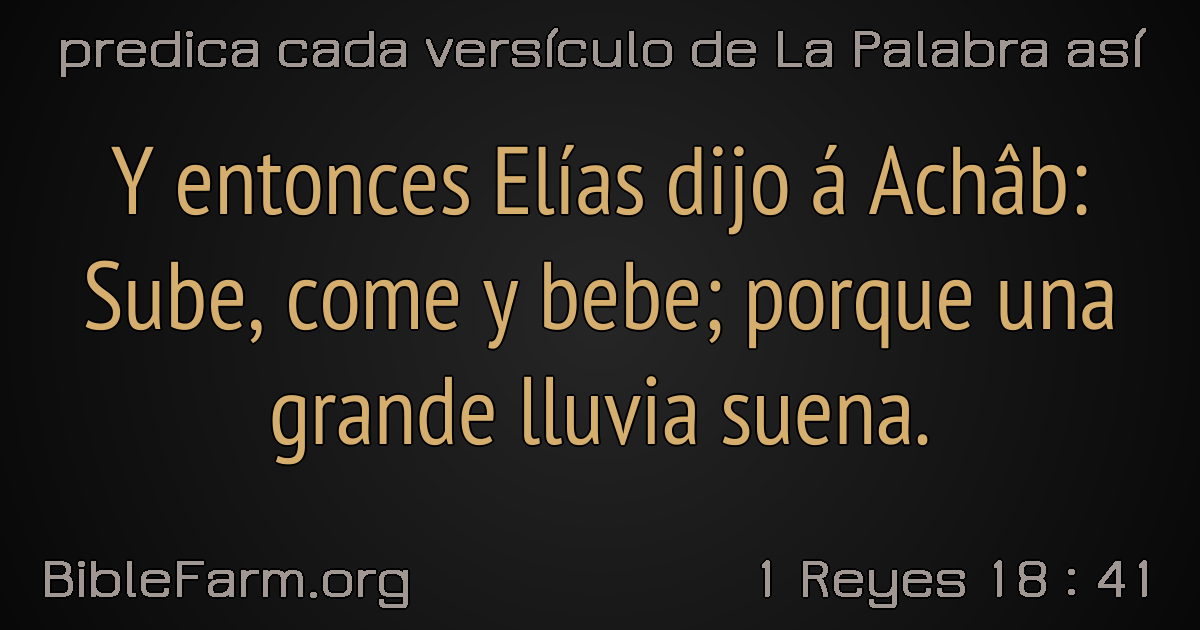 predica cada versículo de La Palabra así
Y entonces Elías dijo á Achâb:
Sube, come y bebe; porque una
grande lluvia suena.
BibleFarm.org
1 Reyes 18 : 41